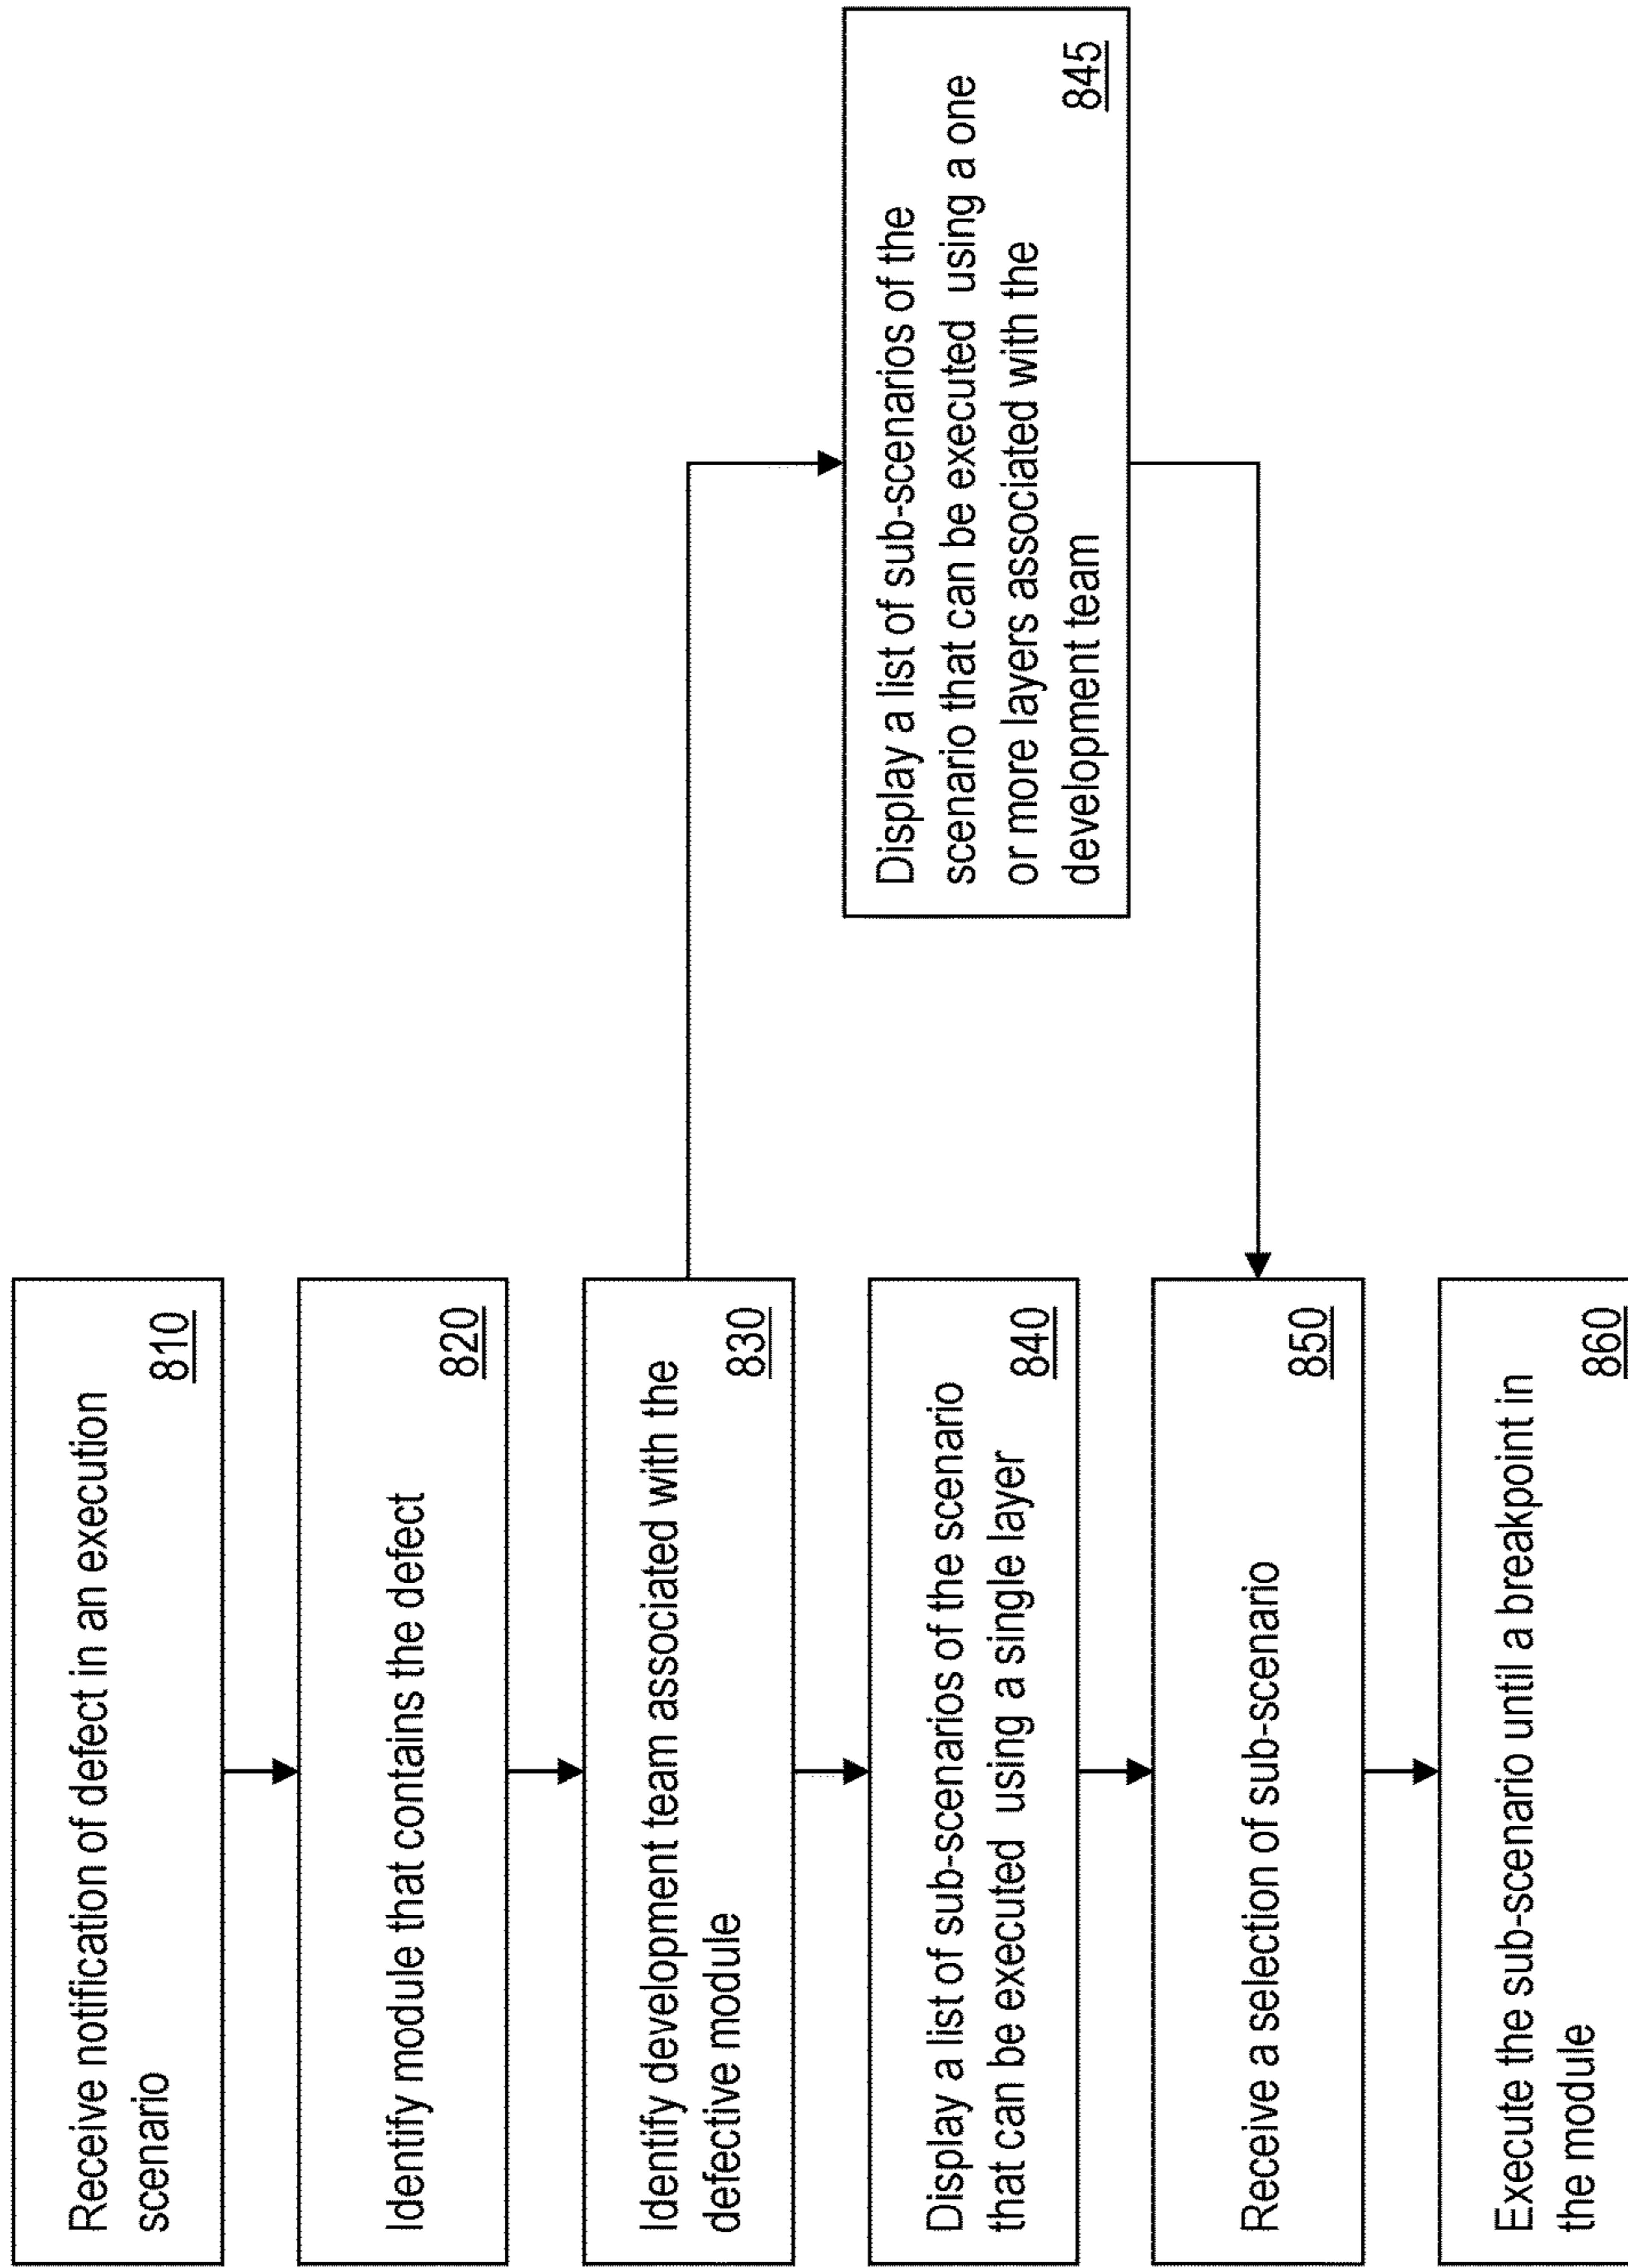 Receive notification of defect in an execution
scenario
810
Identify module that contains the defect
820
Identify development team associated with the
defective module
830
Display a list of sub-scenarios of the scenario
that can be executed using a single layer
840
Display a list of sub-scenarios of the
scenario that can be executed using a one
or more layers associated with the
development team
845
Receive a selection of sub-scenario
850
Execute the sub-scenario until a breakpoint in
the module
860